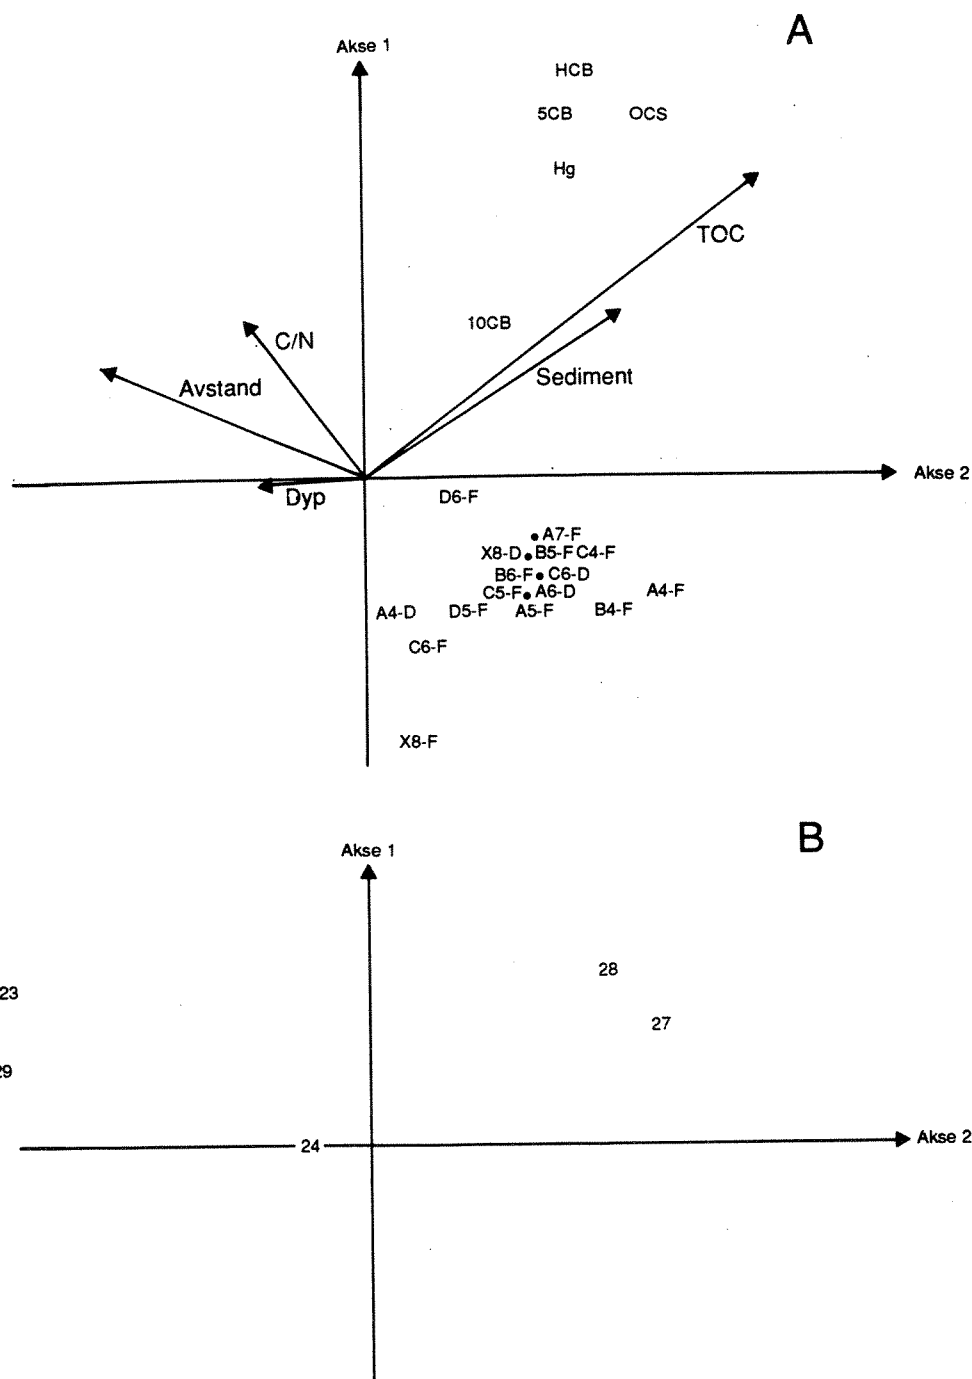 A
Akse 1
HCB
5CB OCS
Hg
TOC
10CB
C/N
Sediment
Avstand
Akse 2
Dyp
D6-F
A7-F
X8-D B5-F C4-F
B6-F C6-D
C5-F A6-D A4-F
A4-D D5-F A5-F B4-F
C6-F
X8-F
B
Akse 1
28
23
27
29
24
Akse 2